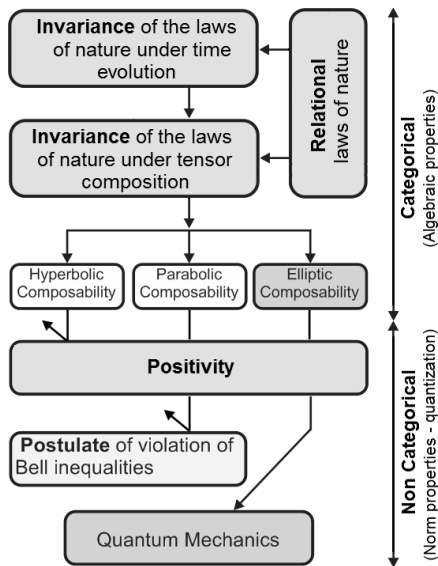 Invariance of the laws
of nature under time
evolution
Relational
laws of nature
Invariance of the laws
of nature under tensor
composition
Categorical
(Algebraic properties)
Hyperbolic
Composability
Parabolic
Composability
Elliptic
Composability
Positivity
Postulate of violation of
Bell inequalities
Quantum Mechanics
Non Categorical
(Norm properties - quantization)